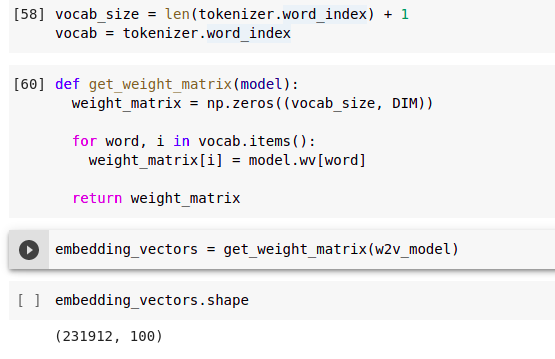 [58] vocab_size = len(tokenizer.word_index) + 1
vocab = tokenizer.word_index
[60] def get_weight_matrix(model):
weight_matrix = np.zeros((vocab_size, DIM))
for word, i in vocab.items():
weight_matrix[i] = model.wv[word]
return weight_matrix
embedding_vectors = get_weight_matrix(w2v_model)
[ ] embedding_vectors.shape
(231912, 100)